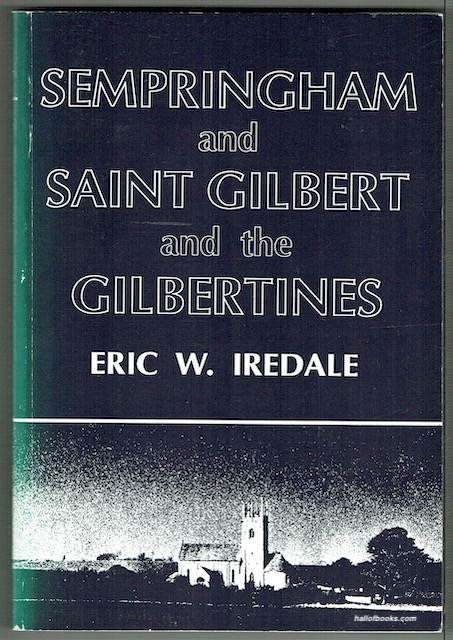 SEMPRINGHAM
and
SAINT GILBERT
and the
GILBERTINES
ERIC W. IREDALE
hallofbooks.com